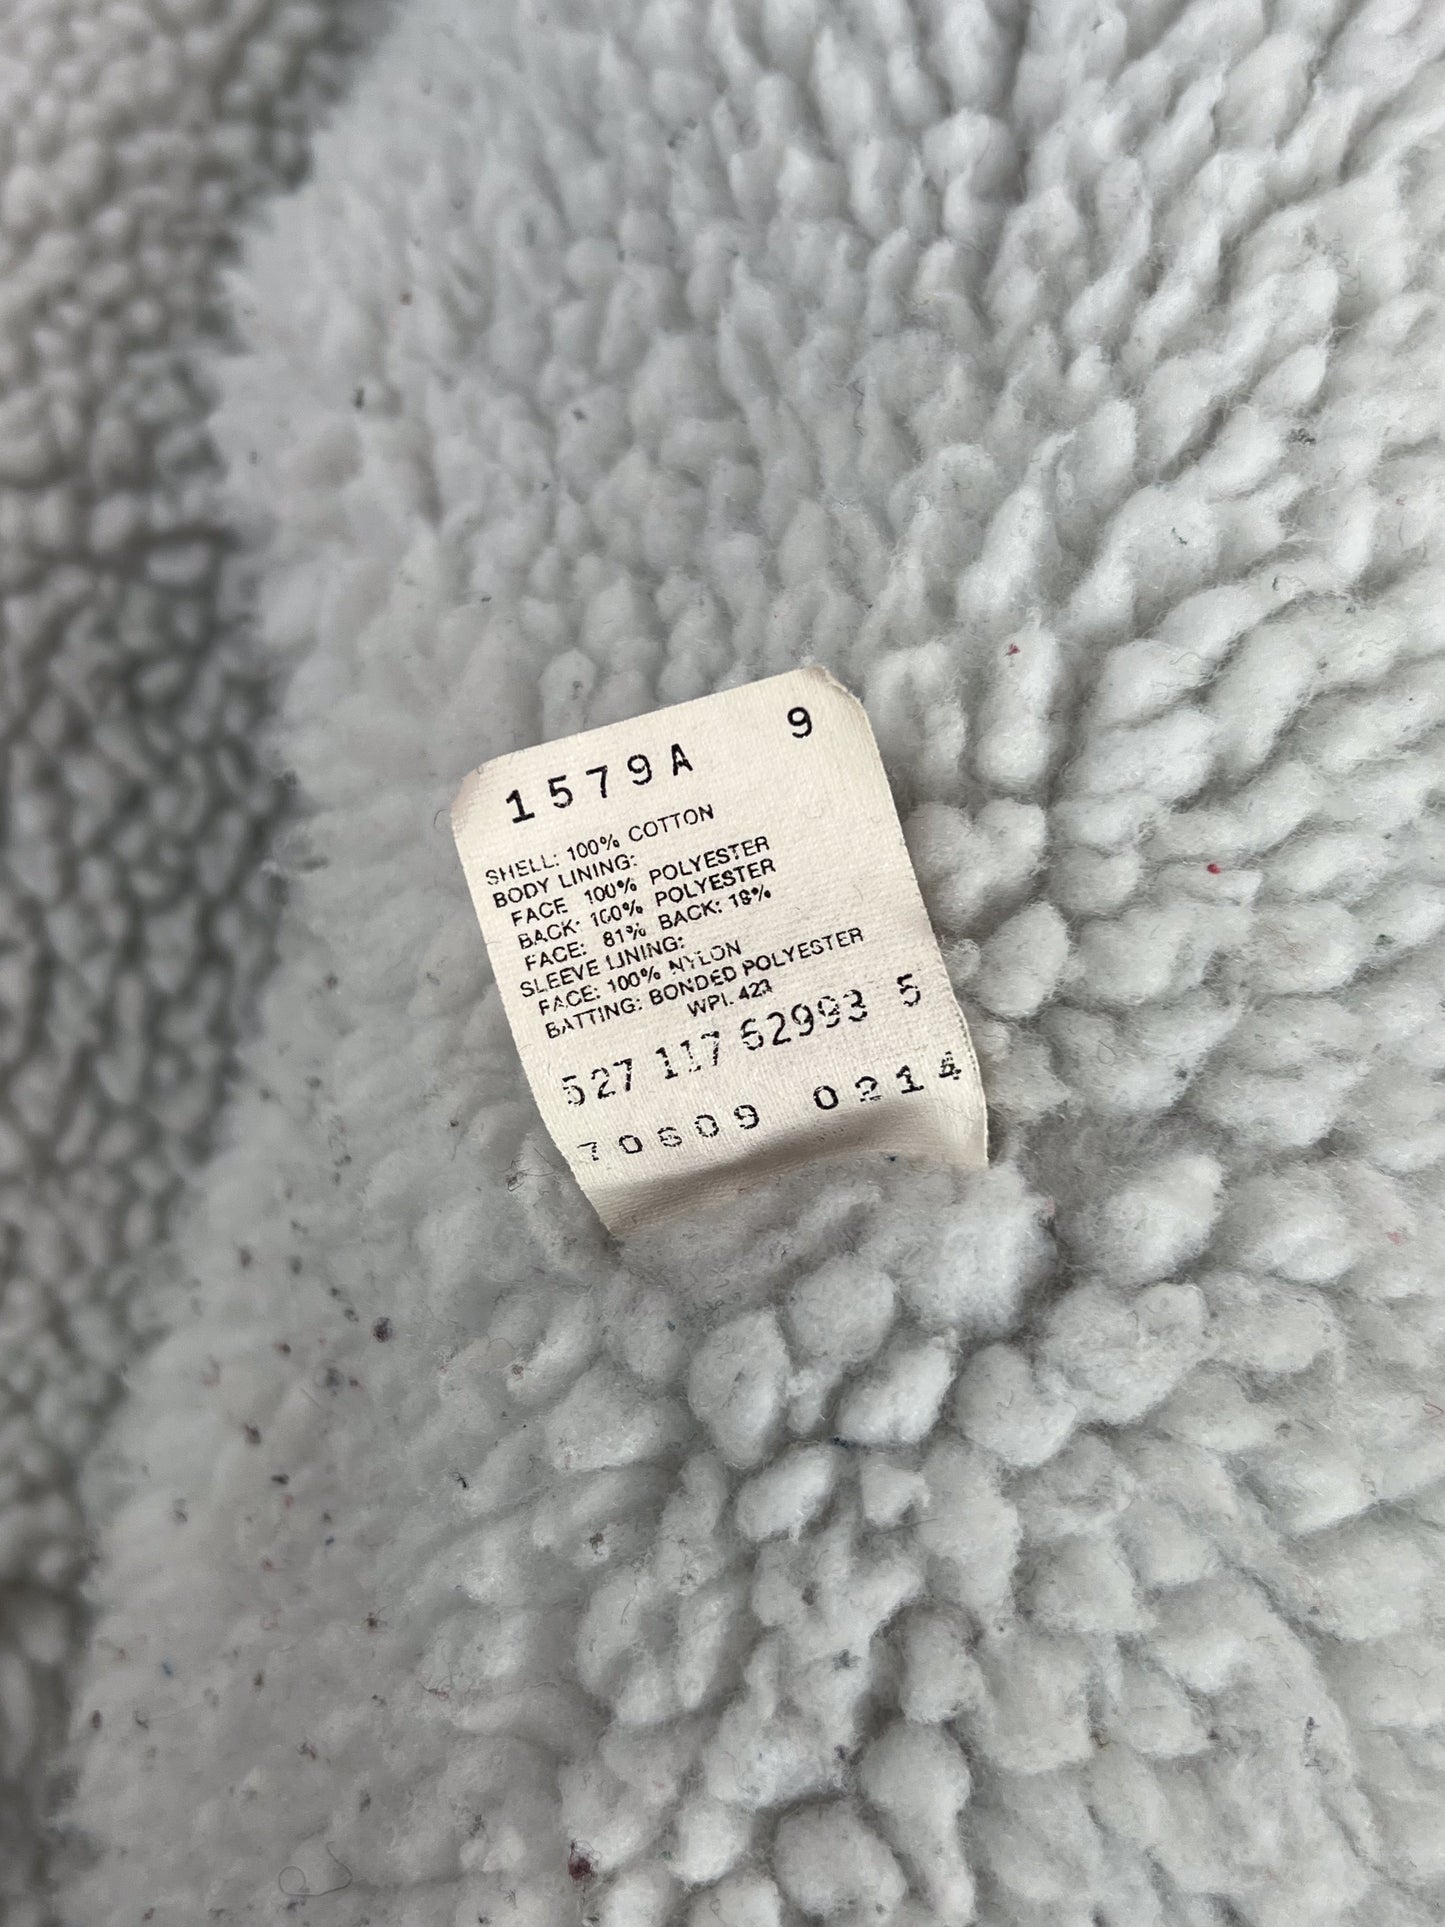 1579A 9
SHELL: 100% COTTON
BODY LINING:
FACE 100% POLYESTER
BACK: 100% POLYESTER
FACE: 81% BACK: 19%
SLEEVE LINING:
FACE: 100% NYLON
BATTING: BONDED POLYESTER
WPL 423
527 117 62993 5
70609 0214